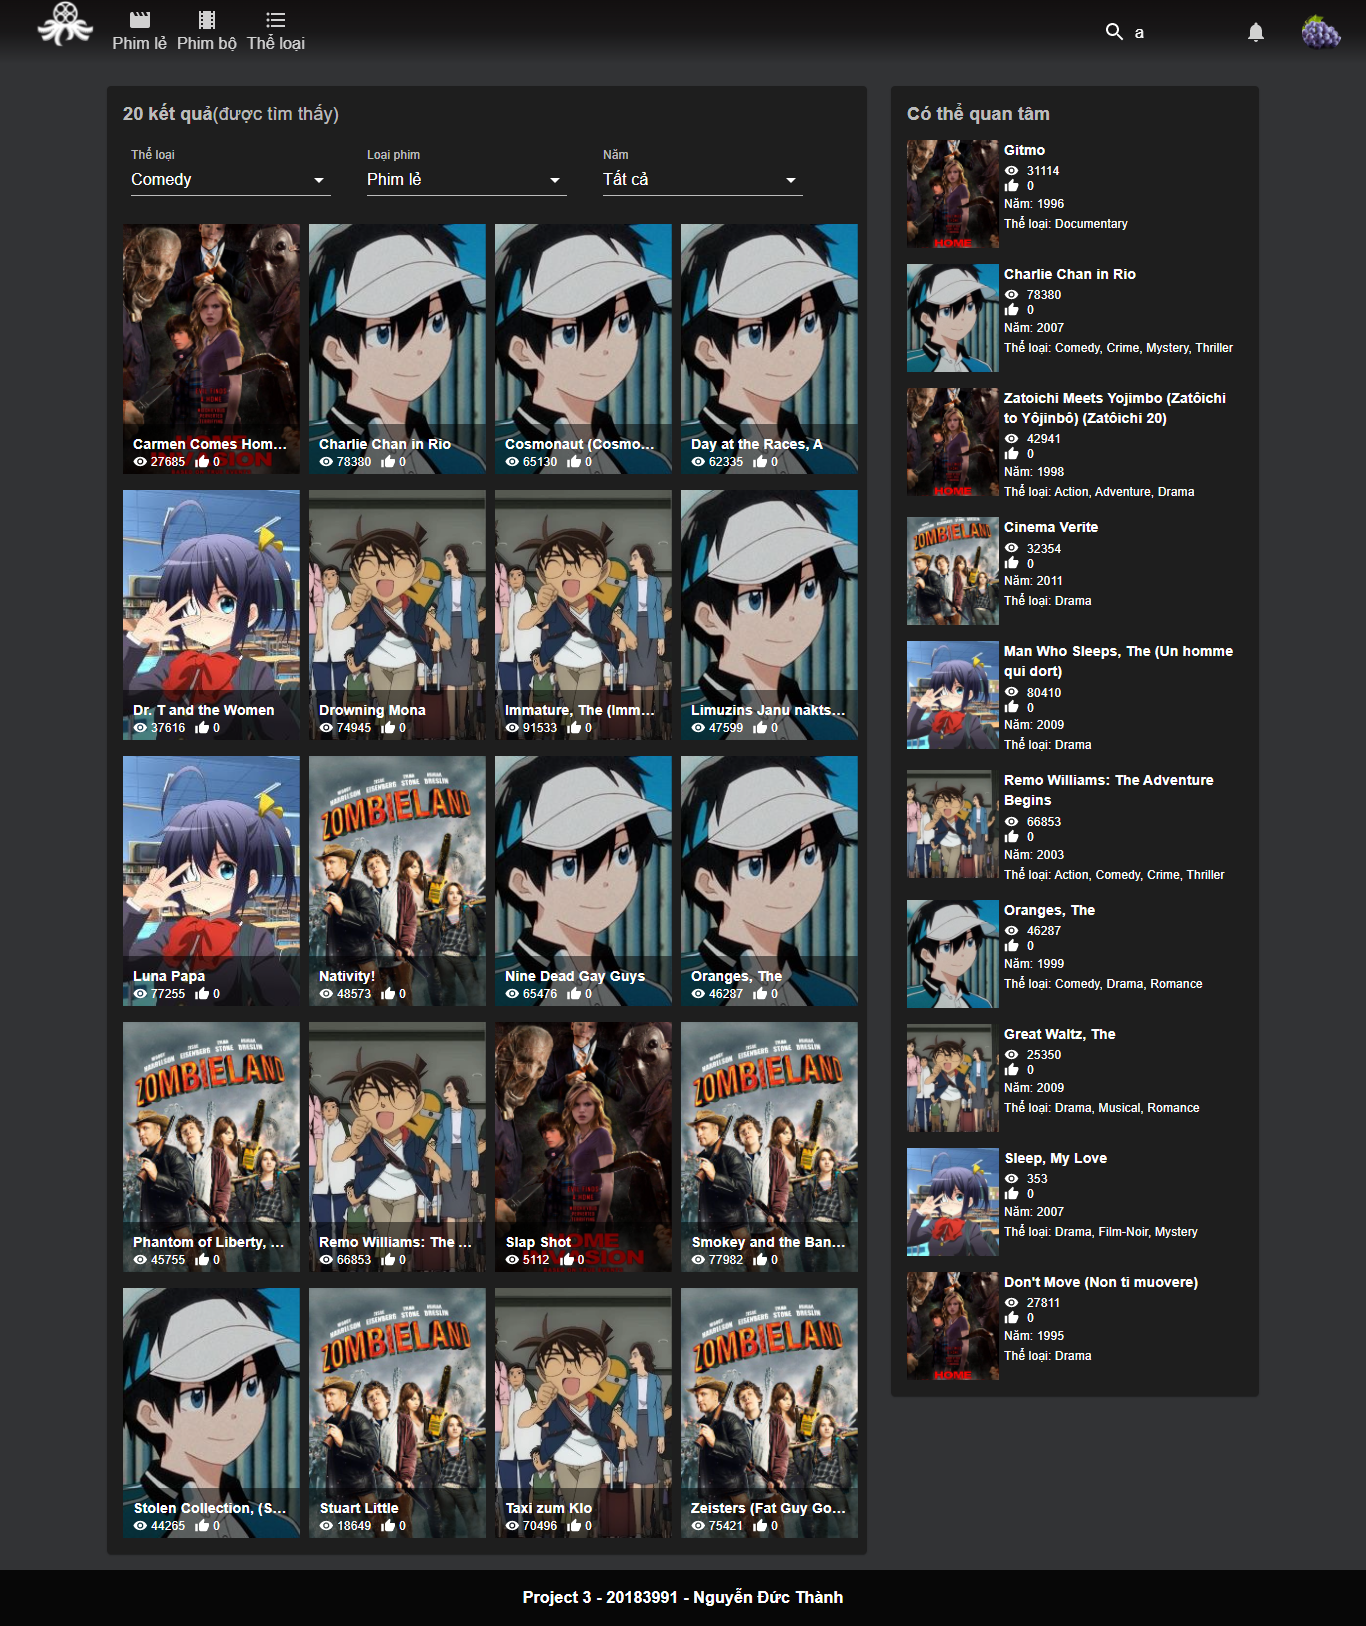 Phim lẻ Phim bộ Thể loại a
20 kết quả(được tìm thấy)
Thể loại Loại phim Năm
Comedy Phim lẻ Tất cả
Carmen Comes Hom... Charlie Chan in Rio Cosmonaut (Cosmo... Day at the Races, A
27685 0 78380 0 65130 0 62335 0
Dr. T and the Women Drowning Mona Immature, The (Imm... Limuzins Janu nakts...
37616 0 74945 0 91533 0 47599 0
ZOMBIELAND
Luna Papa Nativity! Nine Dead Gay Guys Oranges, The
77255 0 48573 0 65476 0 46287 0
ZOMBIELAND ZOMBIELAND
Phantom of Liberty, ... Remo Williams: The ... Slap Shot Smokey and the Ban...
45755 0 66853 0 5112 0 77982 0
ZOMBIELAND ZOMBIELAND
Stolen Collection, (S... Stuart Little Taxi zum Klo Zeisters (Fat Guy Go...
44265 0 18649 0 70496 0 75421 0
Có thể quan tâm
Gitmo
31114
0
Năm: 1996
Thể loại: Documentary
HOME
Charlie Chan in Rio
78380
0
Năm: 2007
Thể loại: Comedy, Crime, Mystery, Thriller
Zatoichi Meets Yojimbo (Zatôichi
to Yôjinbô) (Zatôichi 20)
42941
0
Năm: 1998
Thể loại: Action, Adventure, Drama
HOME
ZOMBIELAND
Cinema Verite
32354
0
Năm: 2011
Thể loại: Drama
Man Who Sleeps, The (Un homme
qui dort)
80410
0
Năm: 2009
Thể loại: Drama
Remo Williams: The Adventure
Begins
66853
0
Năm: 2003
Thể loại: Action, Comedy, Crime, Thriller
Oranges, The
46287
0
Năm: 1999
Thể loại: Comedy, Drama, Romance
Great Waltz, The
25350
0
Năm: 2009
Thể loại: Drama, Musical, Romance
Sleep, My Love
353
0
Năm: 2007
Thể loại: Drama, Film-Noir, Mystery
Don't Move (Non ti muovere)
27811
0
Năm: 1995
Thể loại: Drama
HOME
Project 3 - 20183991 - Nguyễn Đức Thành